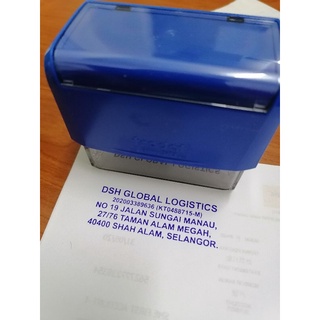 DSH GLOBAL LOGISTICS
202003389636 (KT0488715-M)
NO 19 JALAN SUNGAI MANAU,
27/76 TAMAN ALAM MEGAH,
40400 SHAH ALAM, SELANGOR.